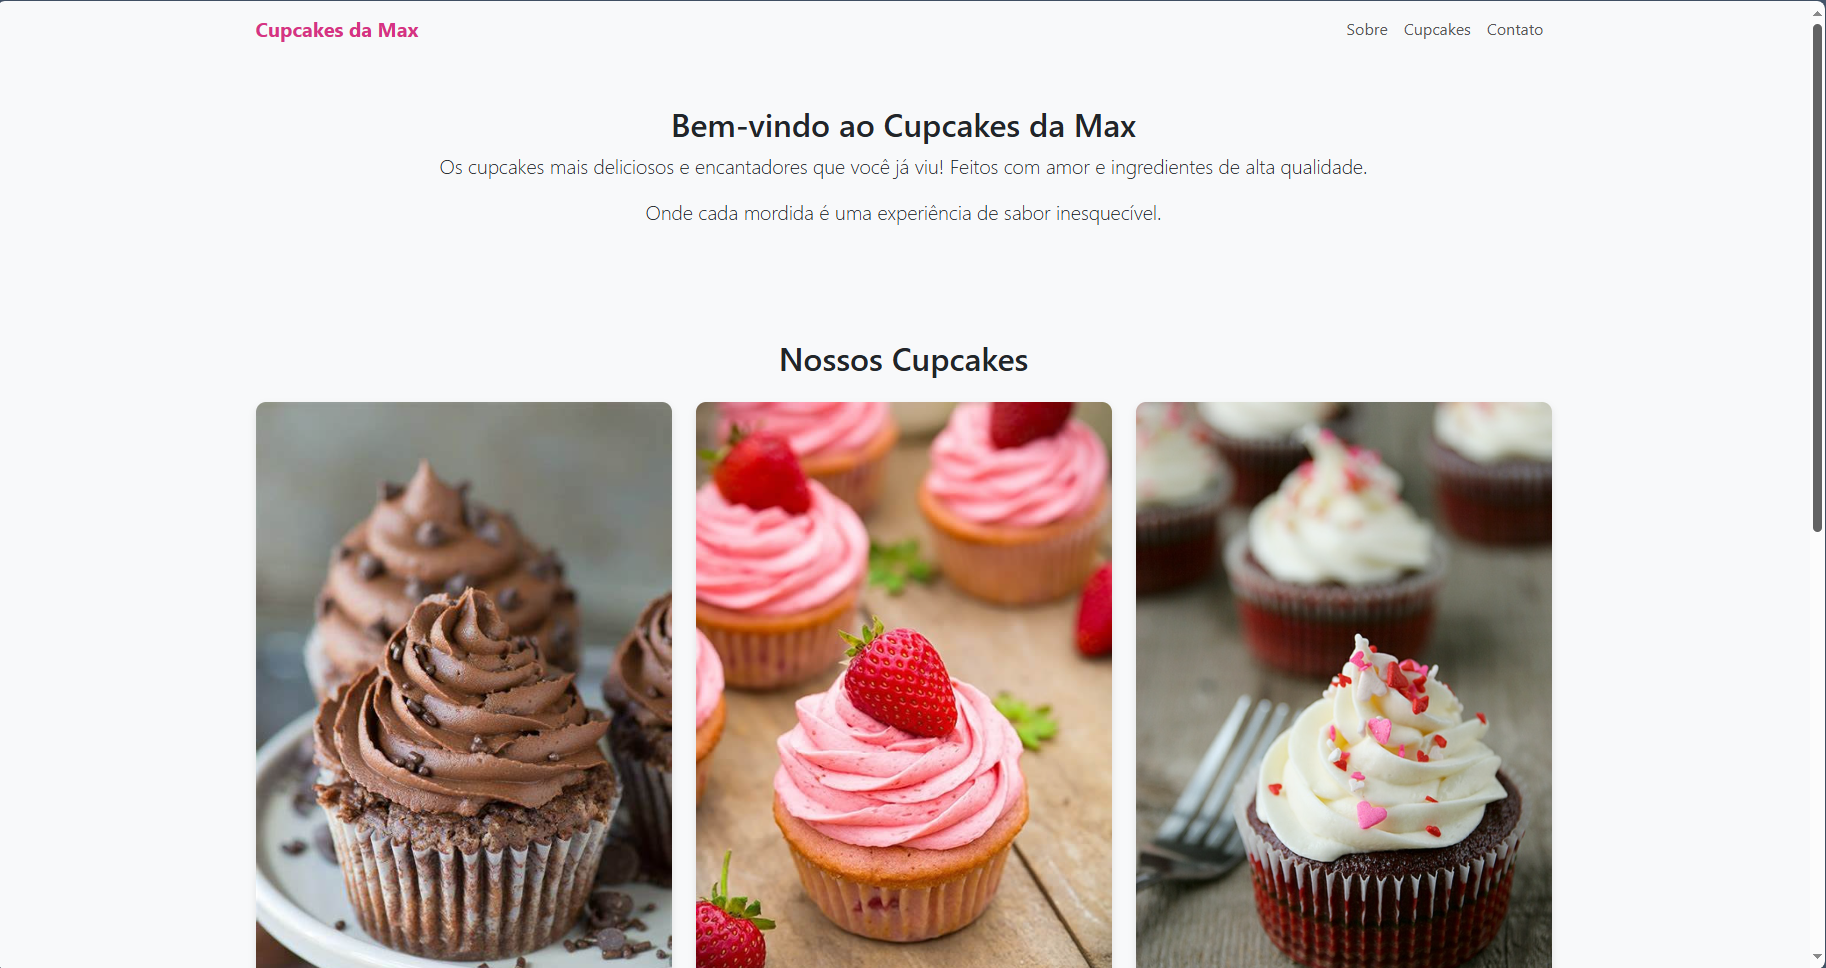 Cupcakes da Max
Sobre Cupcakes Contato
Bem-vindo ao Cupcakes da Max
Os cupcakes mais deliciosos e encantadores que você já viu! Feitos com amor e ingredientes de alta qualidade.
Onde cada mordida é uma experiência de sabor inesquecível.
Nossos Cupcakes